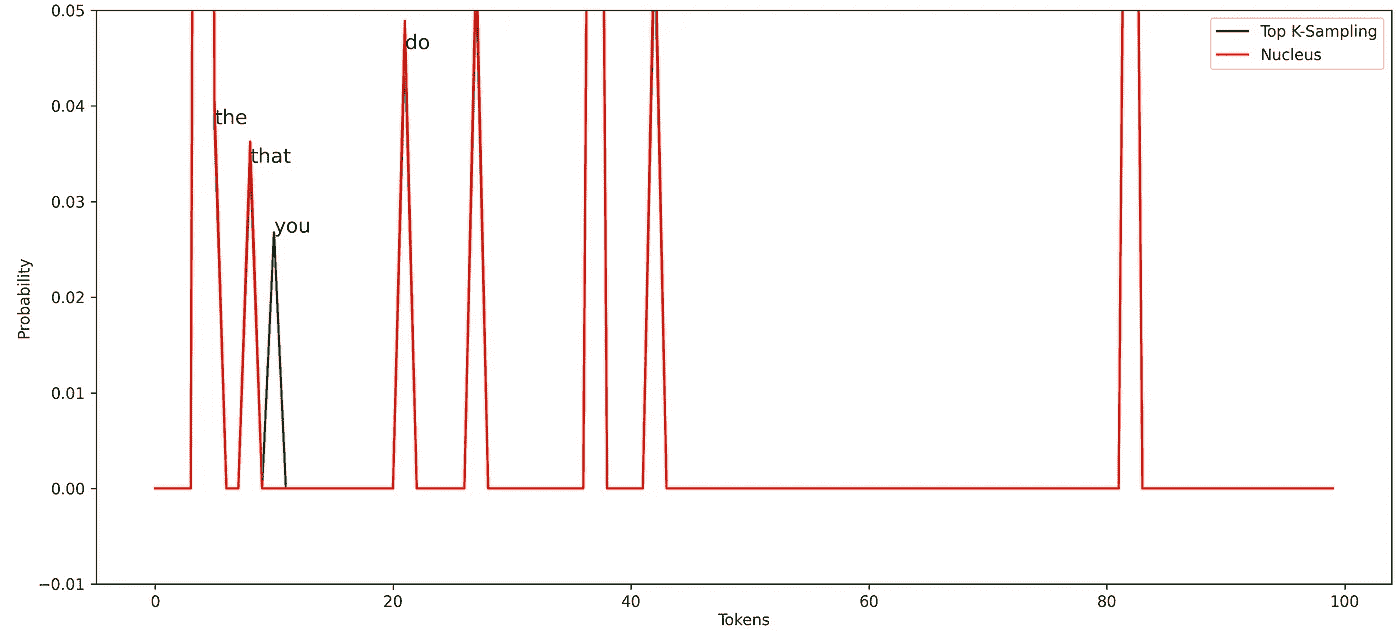 0.05
0.04
0.03
0.02
0.01
0.00
−0.01
Probability
the
that
you
do
Top K-Sampling
Nucleus
0
20
40
60
80
100
Tokens